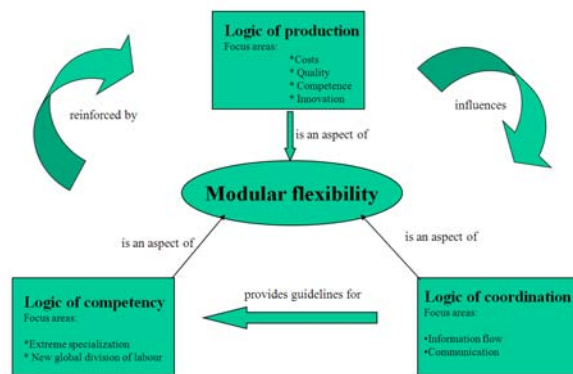 Logic of production
Focus areas:
*Costs
* Quality
* Competence
* Innovation
reinforced by
influences
is an aspect of
Modular flexibility
is an aspect of
is an aspect of
Logic of competency
Focus areas:
*Extreme specialization
* New global division of labour
provides guidelines for
Logic of coordination
Focus areas:
•Information flow
•Communication